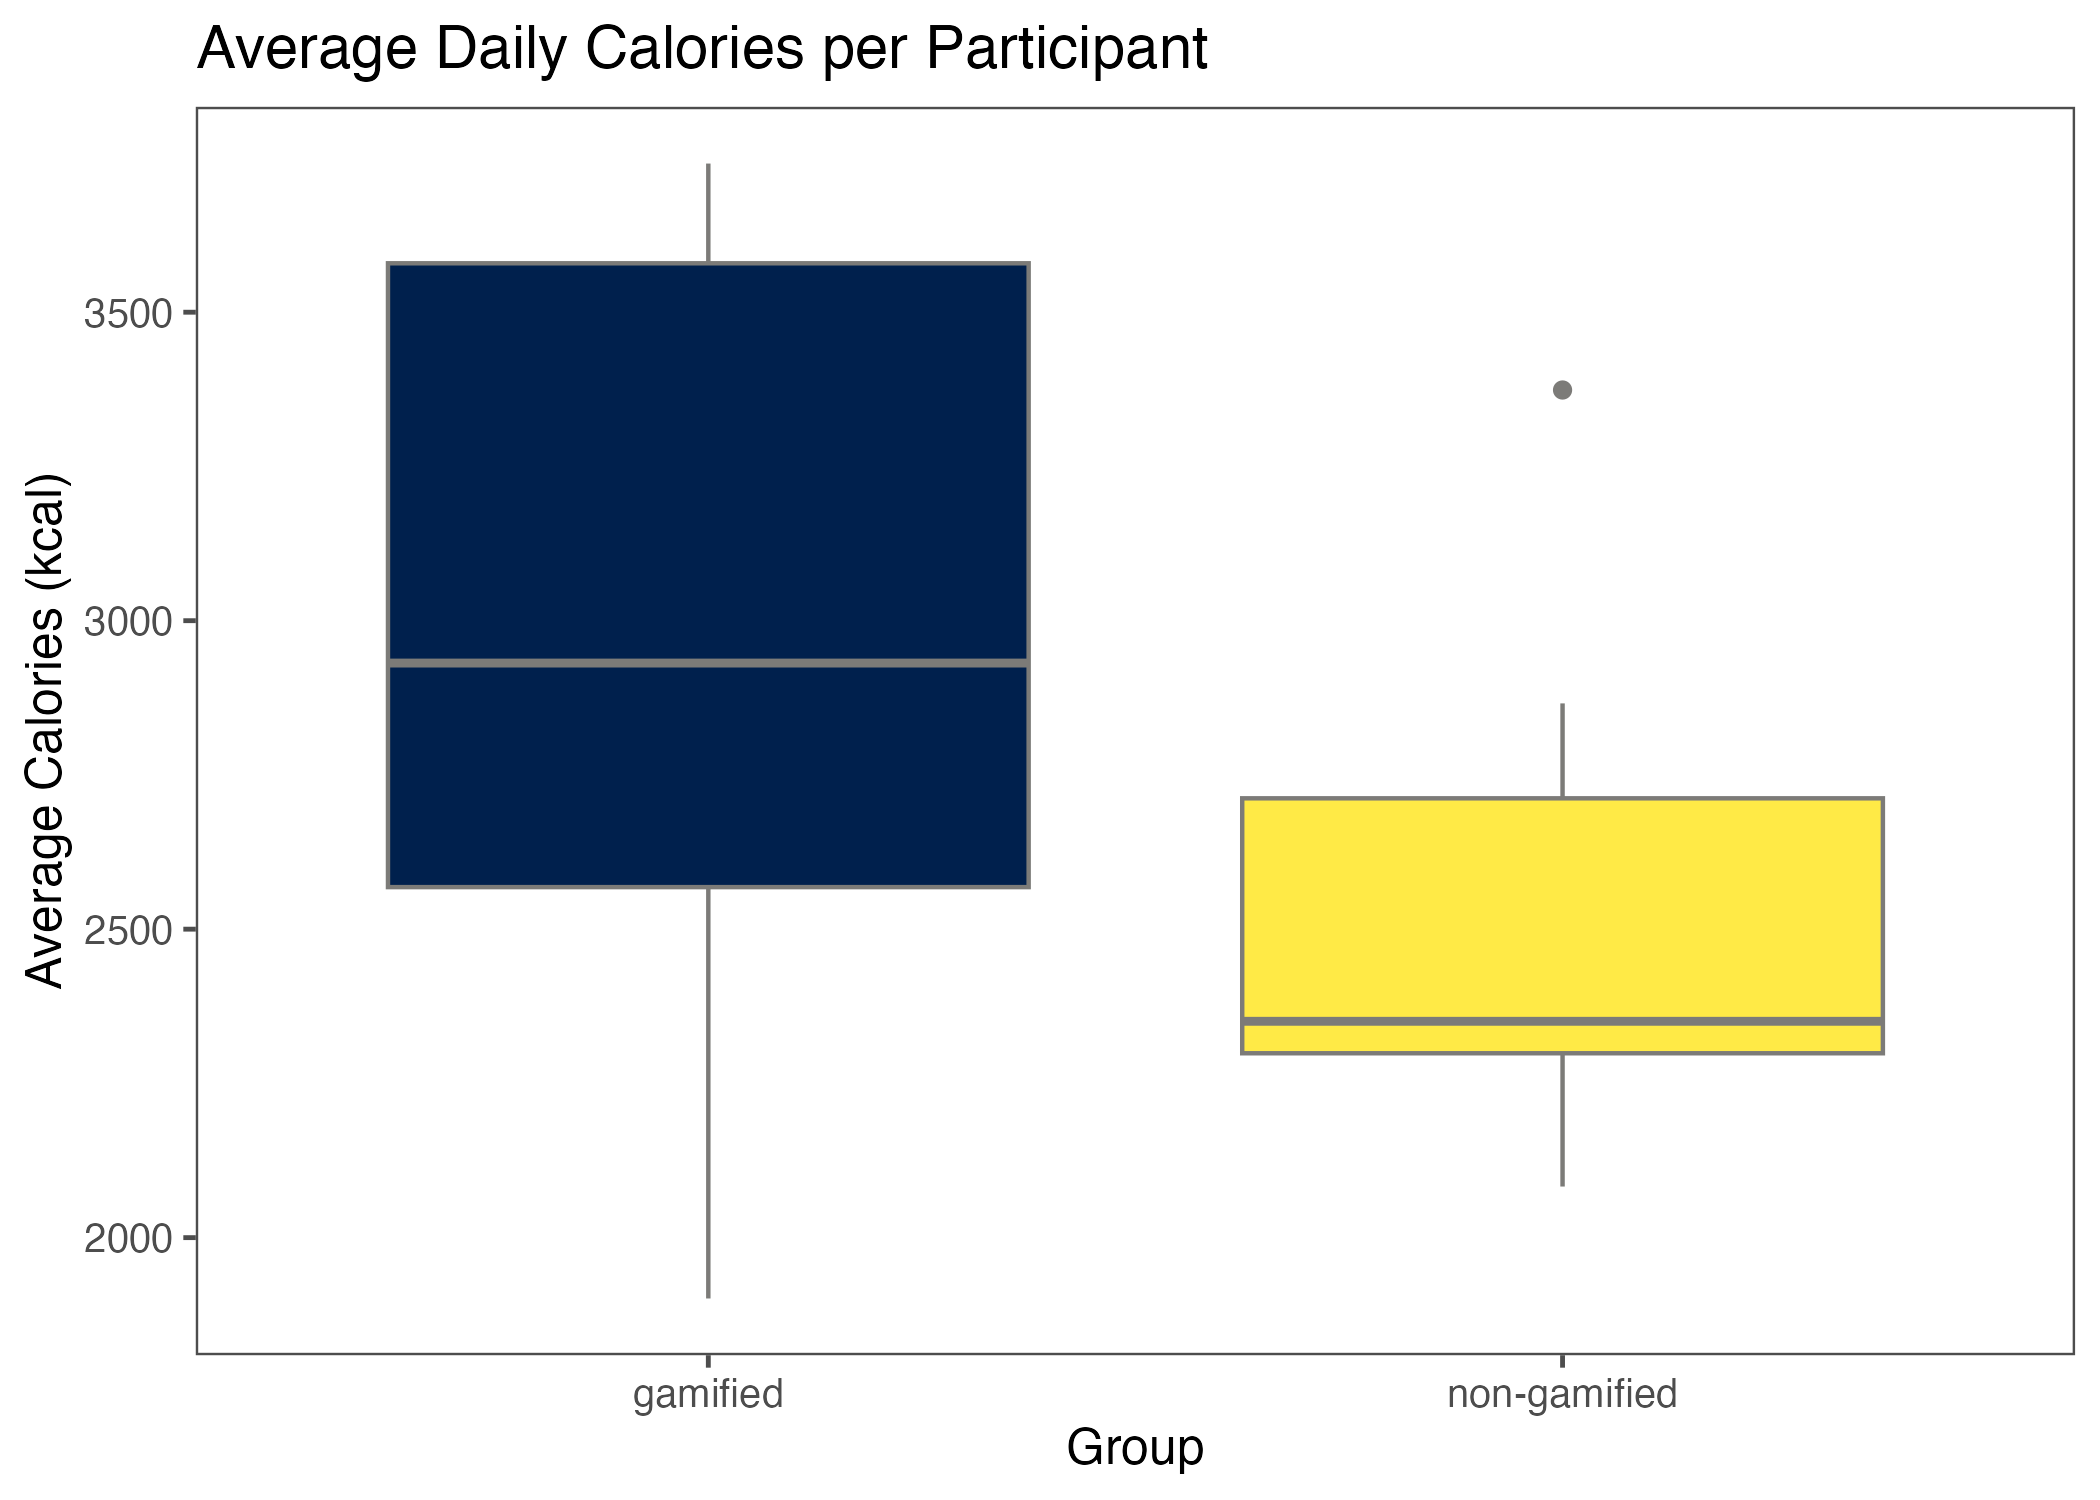 Average Daily Calories per Participant
Average Calories (kcal)
3500
3000
2500
2000
gamified
non-gamified
Group